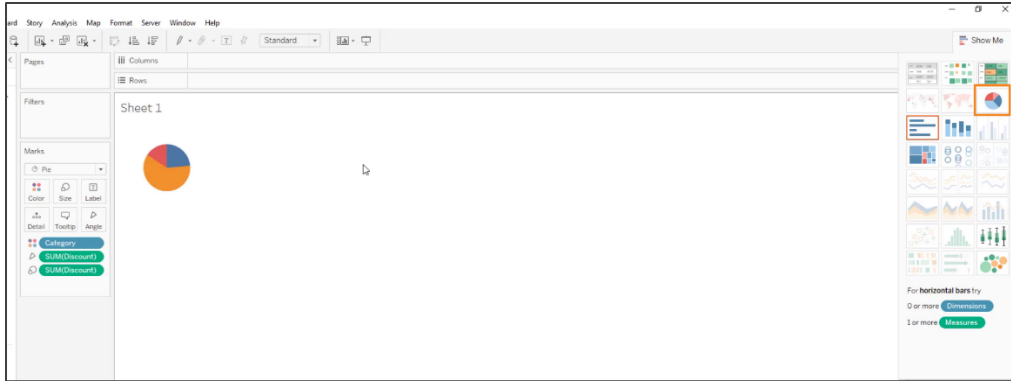 ard Story Analysis Map Format Server Window Help
Standard
Show Me
Pages
Columns
Rows
Filters
Sheet 1
Marks
Pie
Color Size Label
Detail Tooltip Angle
Category
SUM(Discount)
SUM(Discount)
For horizontal bars try
0 or more Dimensions
1 or more Measures